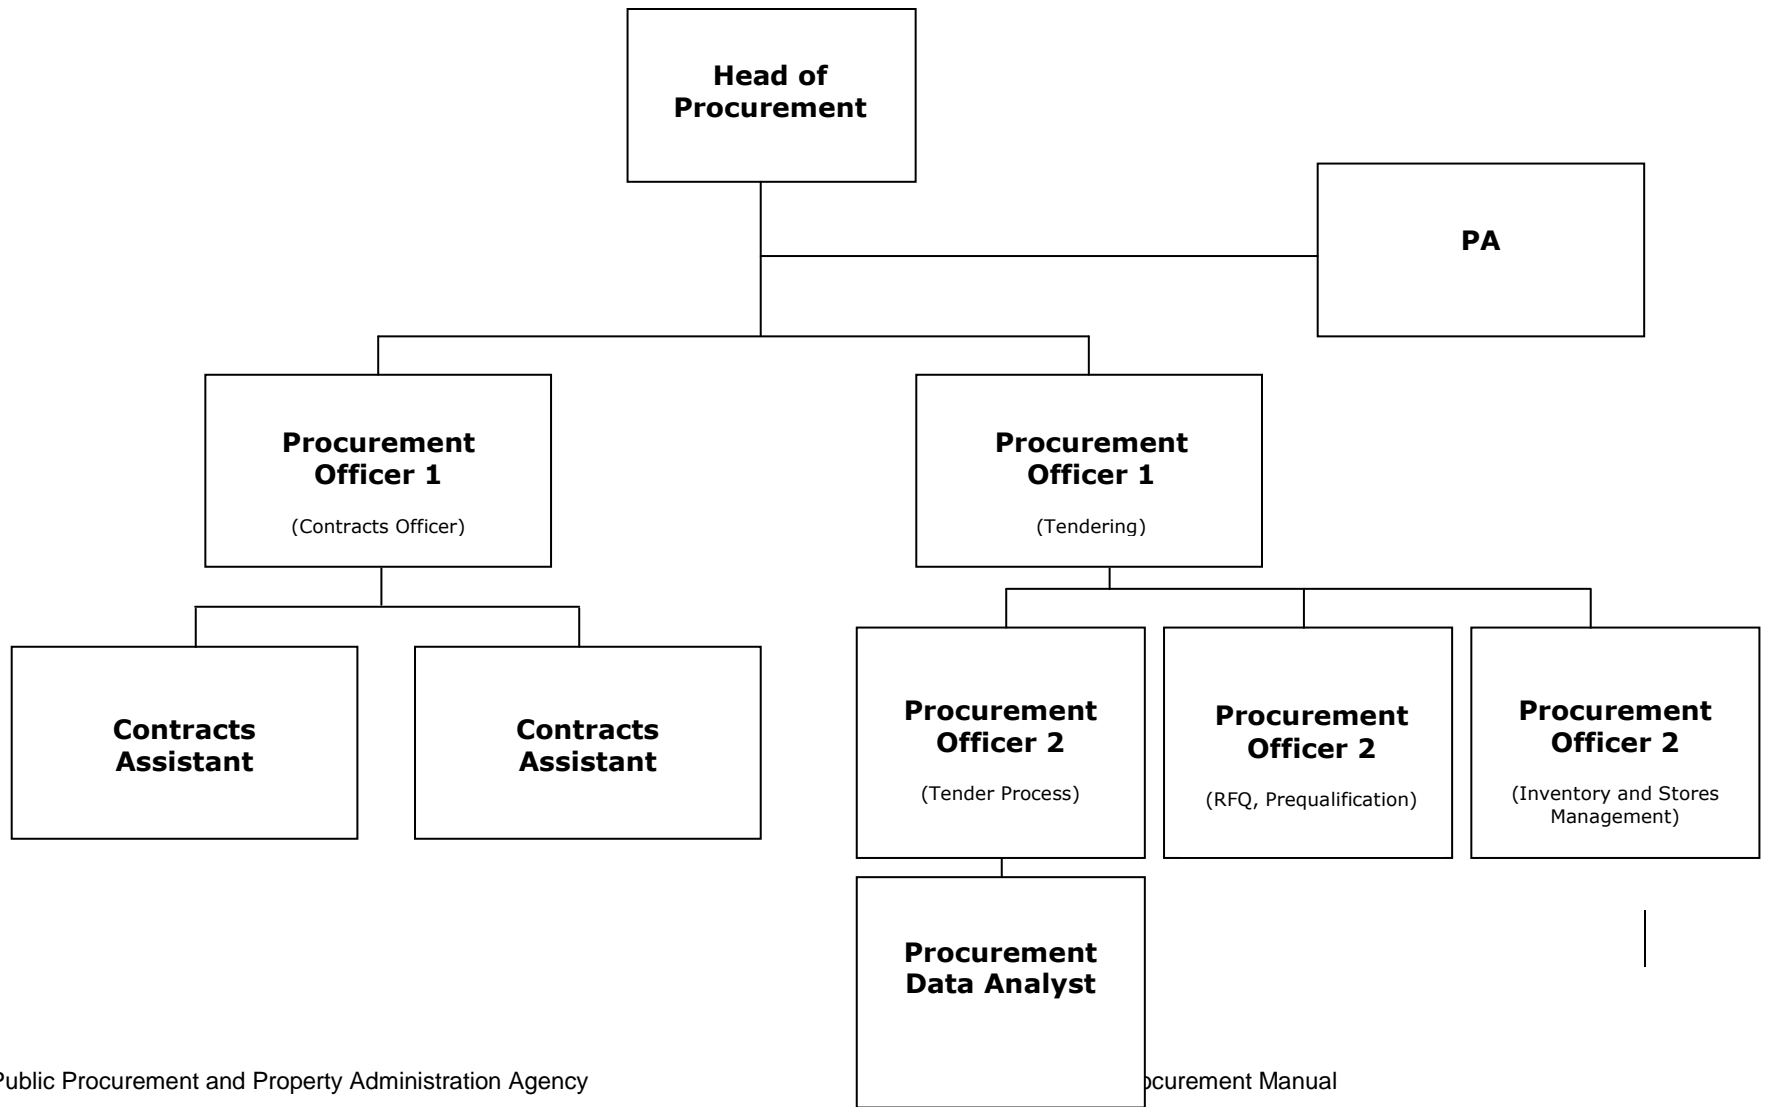 Head of
Procurement
PA
Procurement
Officer 1
(Contracts Officer)
Procurement
Officer 1
(Tendering)
Contracts
Assistant
Contracts
Assistant
Procurement
Officer 2
(Tender Process)
Procurement
Officer 2
(RFQ, Prequalification)
Procurement
Officer 2
(Inventory and Stores
Management)
Procurement
Data Analyst
Public Procurement and Property Administration Agency
ocurement Manual